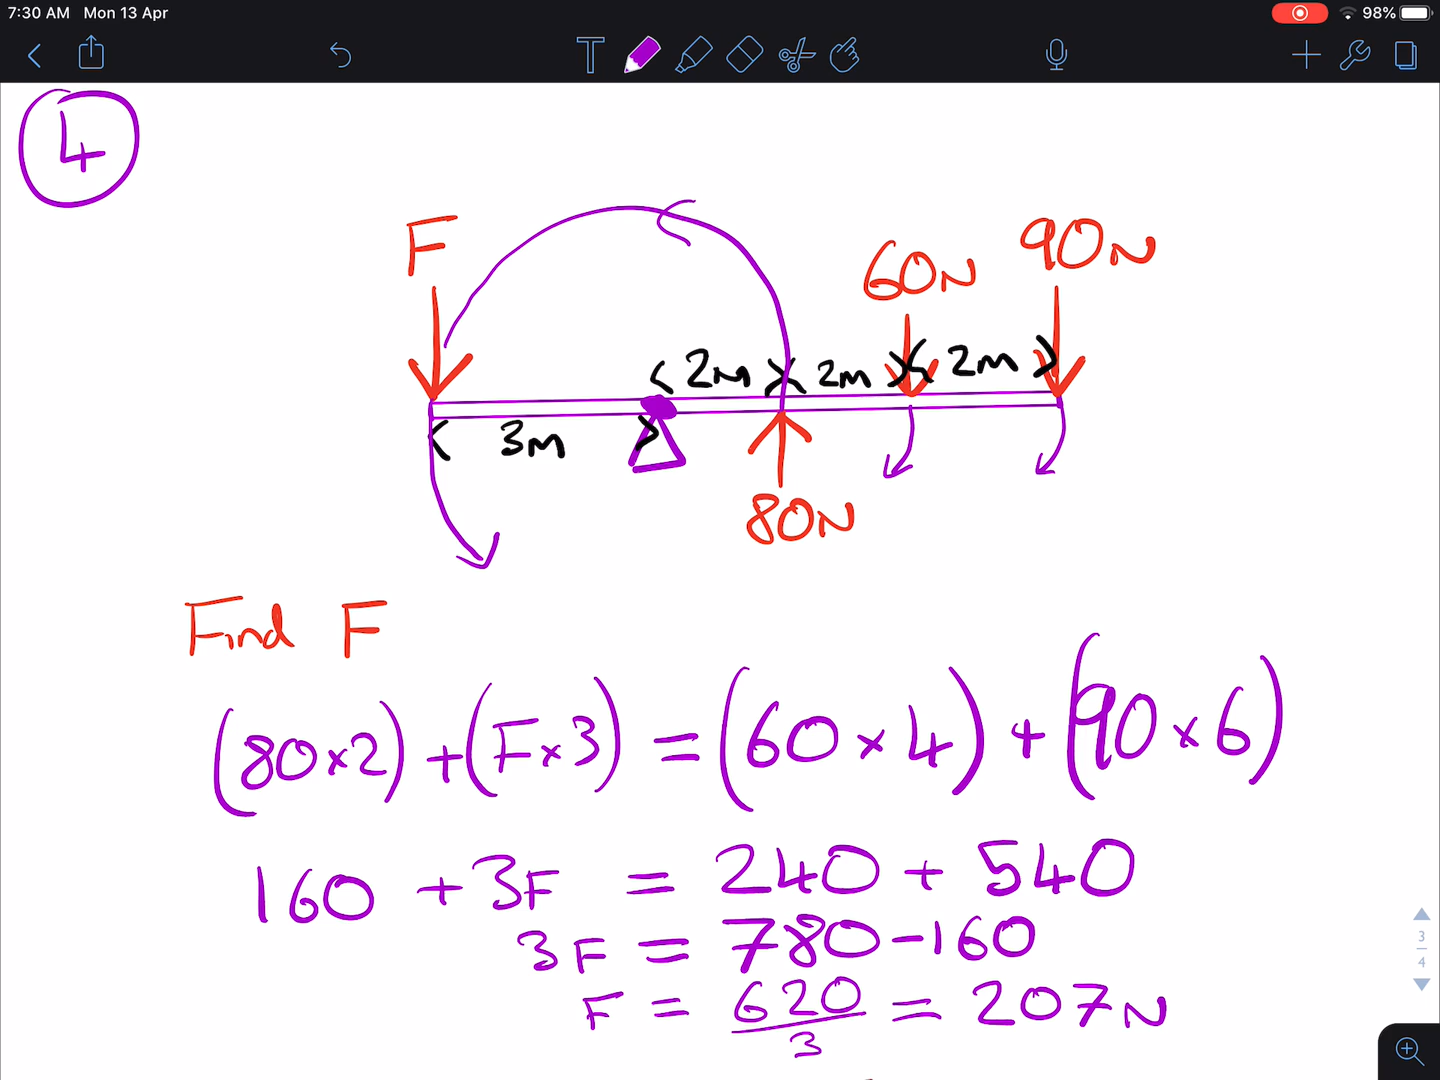 7:30 AM Mon 13 Apr
98%
T
4
F
60N
90N
2m
2m
2m
3m
80N
Find F
(80×2) + (F×3) = (60×4) + (90×6)
160 + 3F = 240 + 540
3F = 780-160
F = 620/3 = 207N
3
4